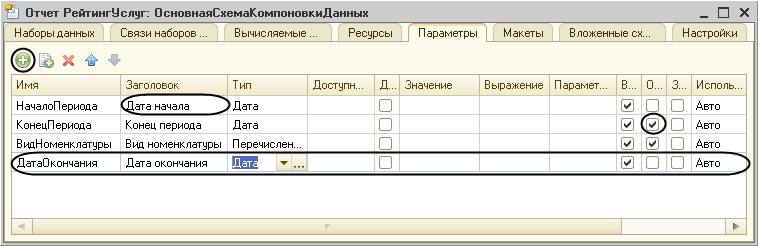 Отчет РейтингУслуг: ОсновнаяСхемаКомпоновкиДанных
Наборы данных Связи наборов ... Вычисляемые ... Ресурсы Параметры Макеты Вложенные сх... Настройки
Имя Заголовок Тип Доступн... Д... Значение Выражение Парамет... В... О... З... Исполь...
НачалоПериода Дата начала Дата Авто
КонецПериода Конец периода Дата Авто
ВидНоменклатуры Вид номенклатуры Перечислен... Авто
ДатаОкончания Дата окончания Дата ... Авто